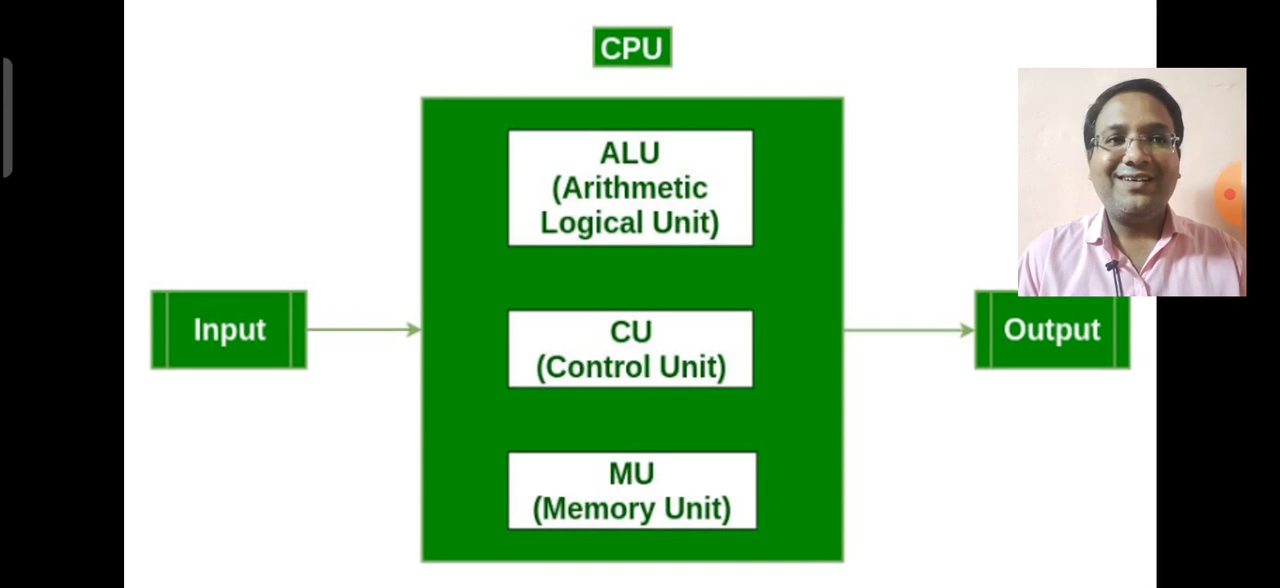 CPU
ALU
(Arithmetic
Logical Unit)
Input
CU
(Control Unit)
Output
MU
(Memory Unit)